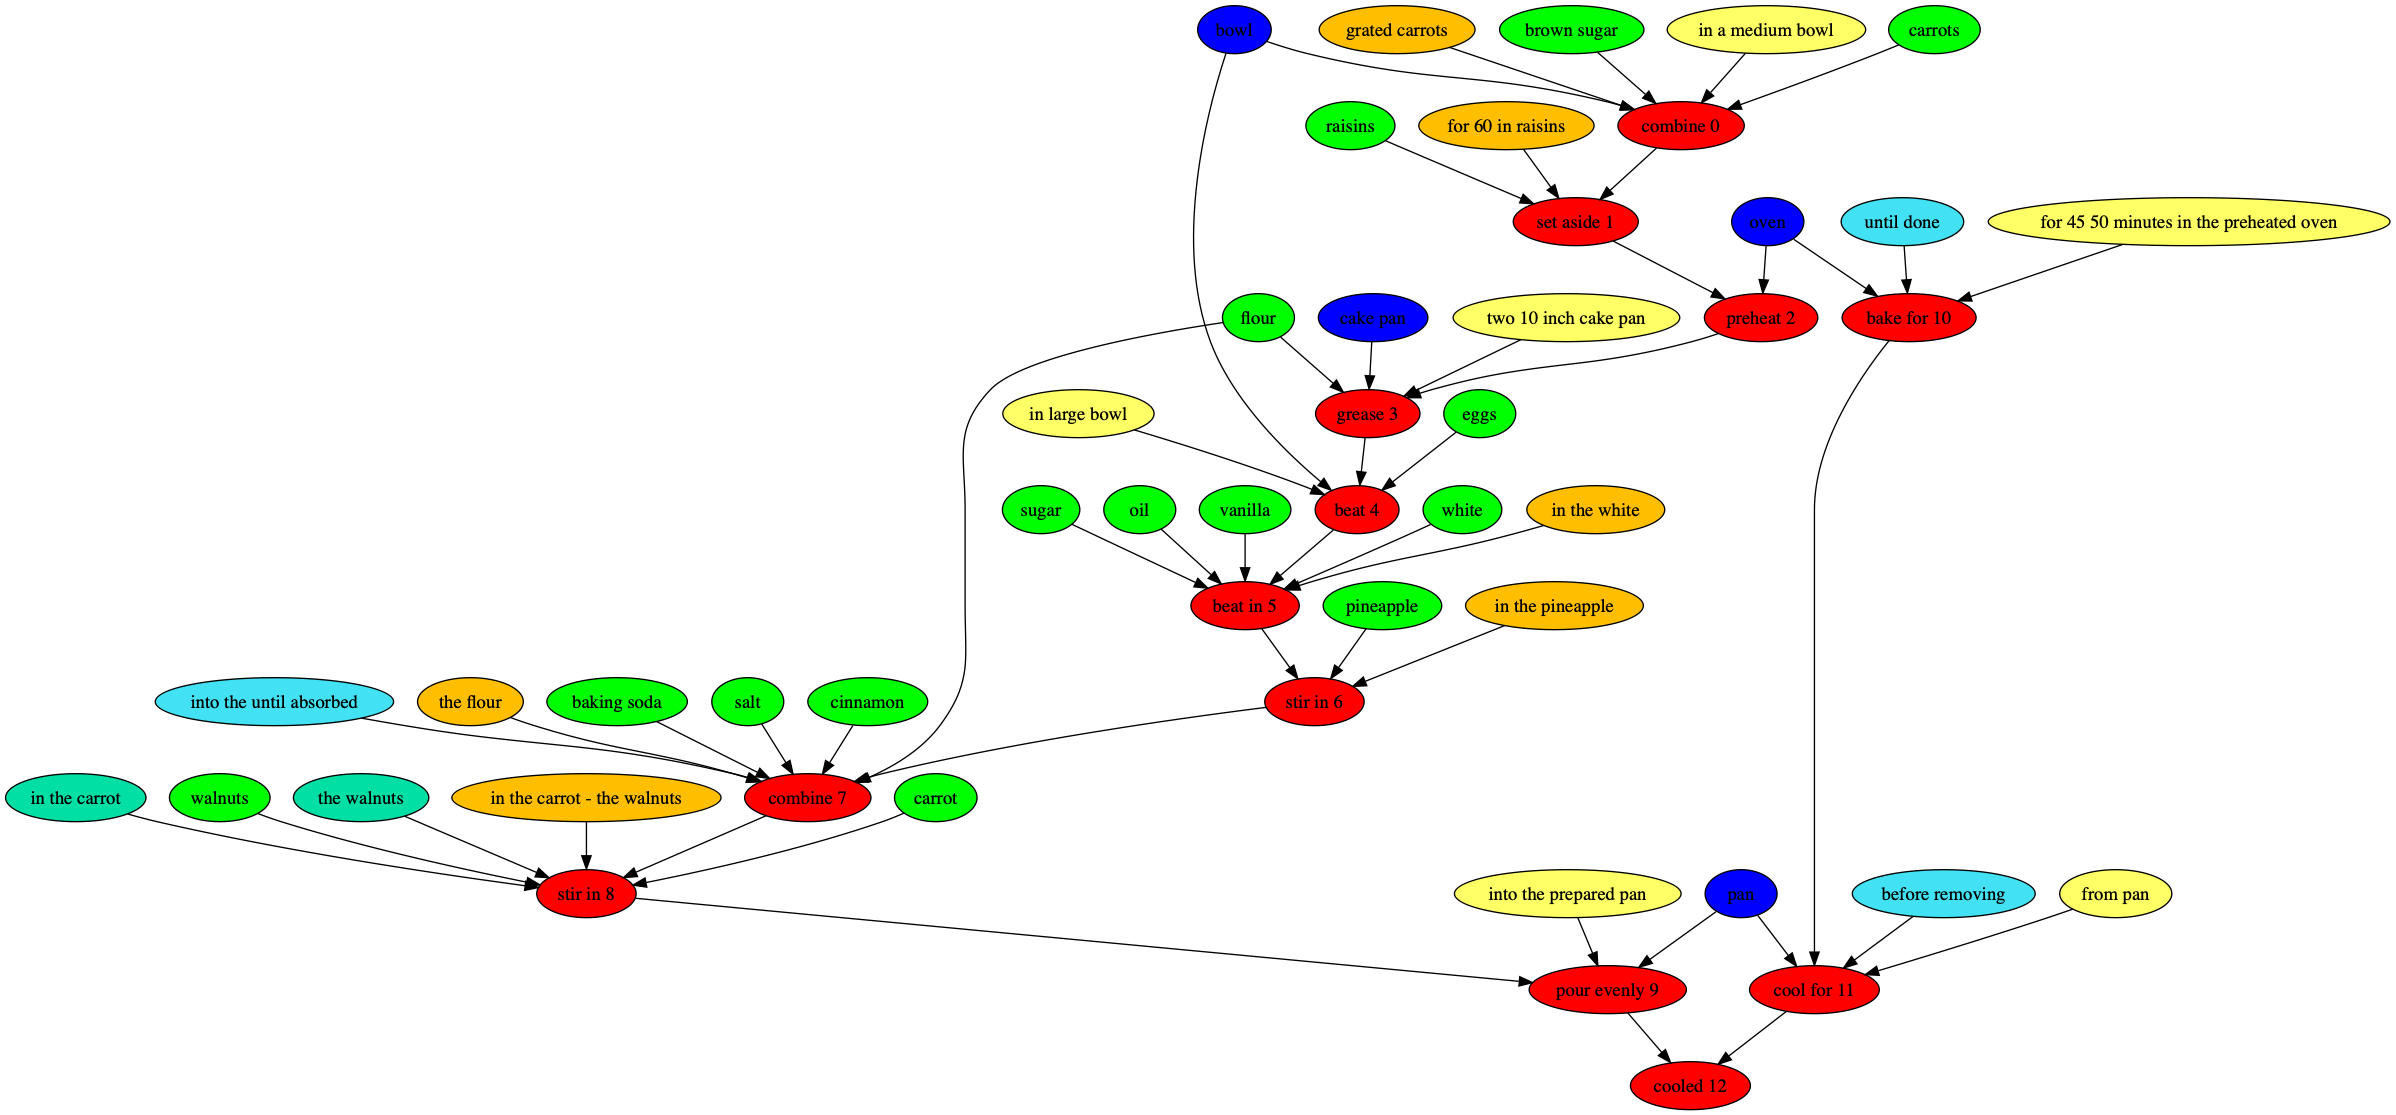 bowl
grated carrots
brown sugar
in a medium bowl
carrots
raisins
for 60 in raisins
combine 0
set aside 1
oven
until done
for 45 50 minutes in the preheated oven
flour
cake pan
two 10 inch cake pan
preheat 2
bake for 10
in large bowl
grease 3
eggs
sugar
oil
vanilla
beat 4
white
in the white
beat in 5
pineapple
in the pineapple
into the until absorbed
the flour
baking soda
salt
cinnamon
stir in 6
in the carrot
walnuts
the walnuts
in the carrot - the walnuts
combine 7
carrot
stir in 8
into the prepared pan
pan
before removing
from pan
pour evenly 9
cool for 11
cooled 12